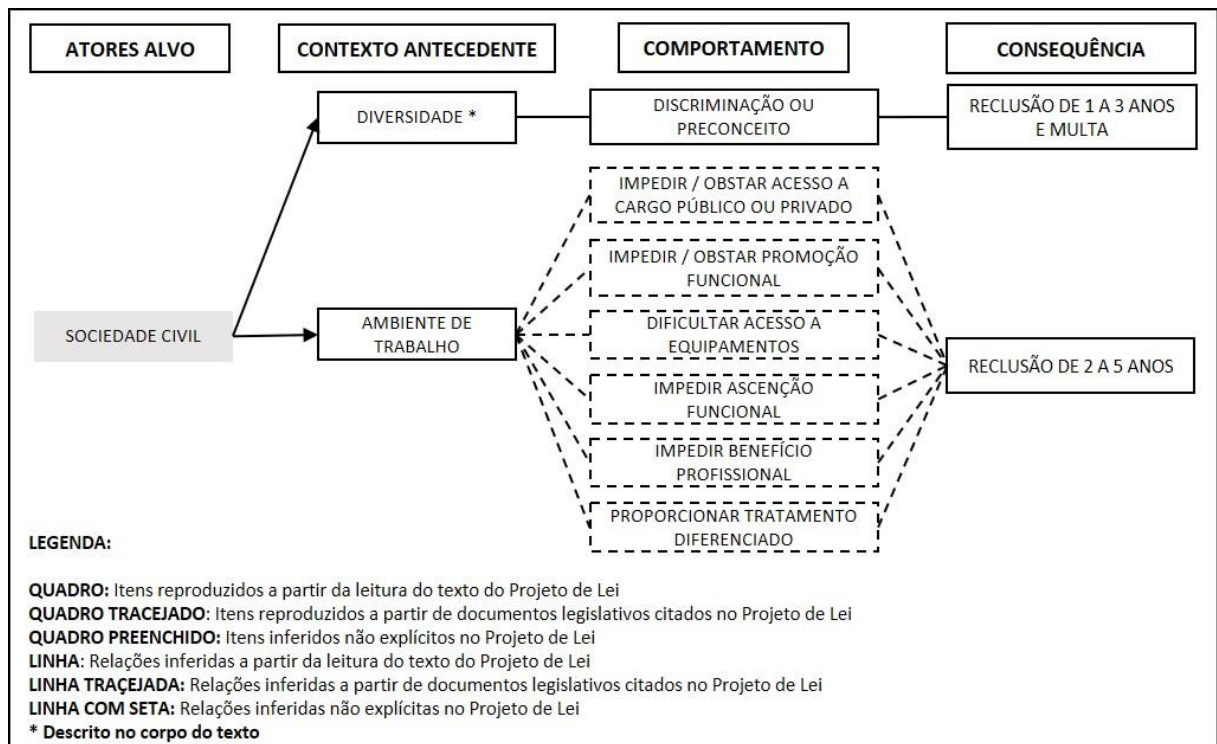 ATORES ALVO
CONTEXTO ANTECEDENTE
COMPORTAMENTO
CONSEQUÊNCIA
DIVERSIDADE *
DISCRIMINAÇÃO OU
PRECONCEITO
RECLUSÃO DE 1 A 3 ANOS
E MULTA
IMPEDIR / OBSTAR ACESSO A
CARGO PÚBLICO OU PRIVADO
IMPEDIR / OBSTAR PROMOÇÃO
FUNCIONAL
SOCIEDADE CIVIL
AMBIENTE DE
TRABALHO
DIFICULTAR ACESSO A
EQUIPAMENTOS
RECLUSÃO DE 2 A 5 ANOS
IMPEDIR ASCENÇÃO
FUNCIONAL
IMPEDIR BENEFÍCIO
PROFISSIONAL
PROPORCIONAR TRATAMENTO
DIFERENCIADO
LEGENDA:
QUADRO: Itens reproduzidos a partir da leitura do texto do Projeto de Lei
QUADRO TRACEJADO: Itens reproduzidos a partir de documentos legislativos citados no Projeto de Lei
QUADRO PREENCHIDO: Itens inferidos não explícitos no Projeto de Lei
LINHA: Relações inferidas a partir da leitura do texto do Projeto de Lei
LINHA TRAÇEJADA: Relações inferidas a partir de documentos legislativos citados no Projeto de Lei
LINHA COM SETA: Relações inferidas não explícitas no Projeto de Lei
* Descrito no corpo do texto